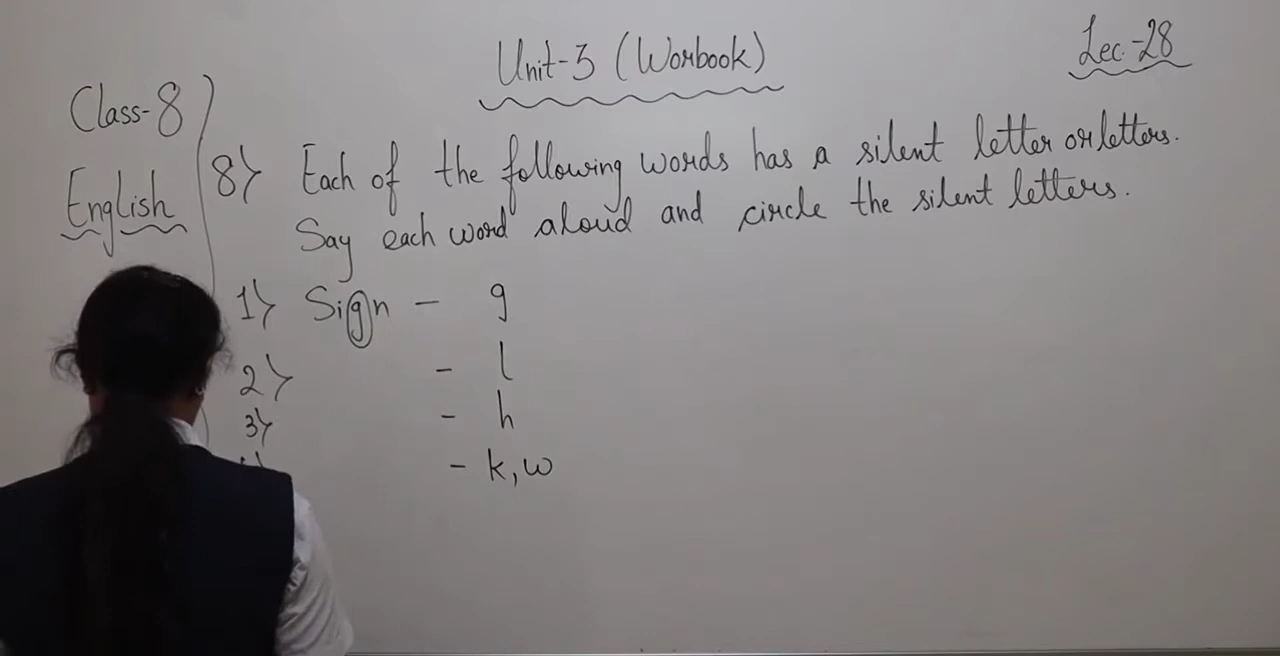 Unit-3 (Worbook)
Lec-28
Class-8
English
8} Each of the following words has a silent letter or letters.
Say each word aloud and circle the silent letters.
1} Sign - g
2} - l
3} - h
- k, w